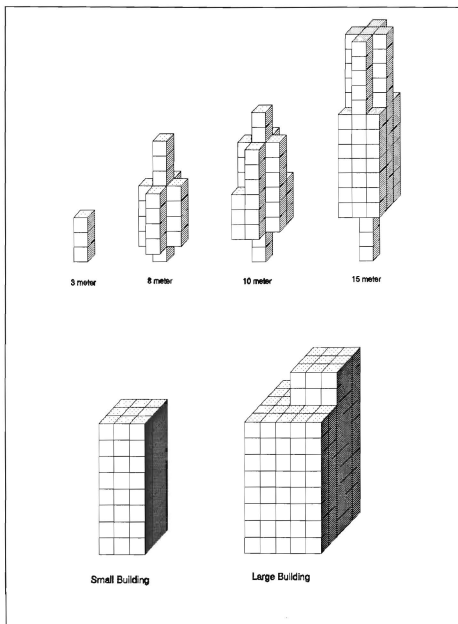 3 meter
8 meter
10 meter
15 meter
Small Building
Large Building